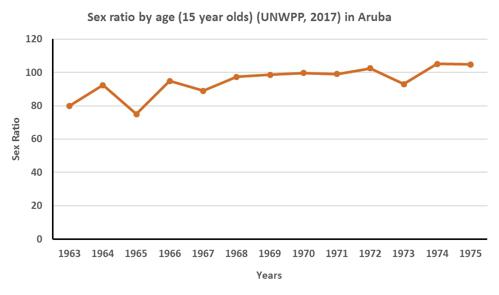 Sex ratio by age (15 year olds) (UNWPP, 2017) in Aruba
120
100
80
60
40
20
0
Sex Ratio
1963 1964 1965 1966 1967 1968 1969 1970 1971 1972 1973 1974 1975
Years